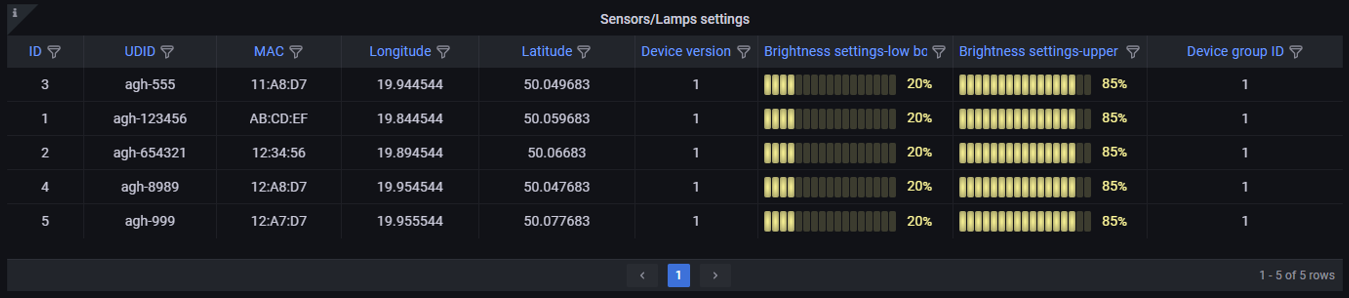 i
Sensors/Lamps settings
ID UDID MAC Longitude Latitude Device version Brightness settings-low bo Brightness settings-upper Device group ID
3 agh-555 11:A8:D7 19.944544 50.049683 1 20% 85% 1
1 agh-123456 AB:CD:EF 19.844544 50.059683 1 20% 85% 1
2 agh-654321 12:34:56 19.894544 50.06683 1 20% 85% 1
4 agh-8989 12:A8:D7 19.954544 50.047683 1 20% 85% 1
5 agh-999 12:A7:D7 19.955544 50.077683 1 20% 85% 1
< 1 > 1 - 5 of 5 rows